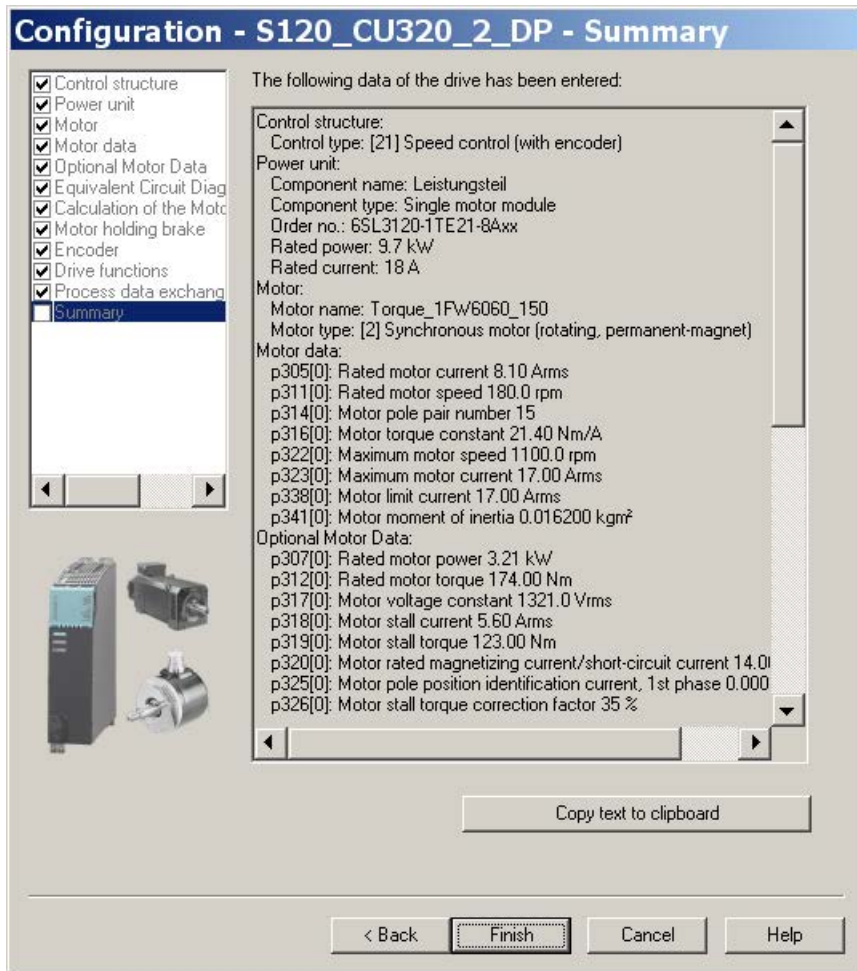 Configuration - S120_CU320_2_DP - Summary
Control structure
Power unit
Motor
Motor data
Optional Motor Data
Equivalent Circuit Diag
Calculation of the Moto
Motor holding brake
Encoder
Drive functions
Process data exchang
Summary
The following data of the drive has been entered:
Control structure:
Control type: [21] Speed control (with encoder)
Power unit:
Component name: Leistungsteil
Component type: Single motor module
Order no.: 6SL3120-1TE21-8Axx
Rated power: 9.7 kW
Rated current: 18 A
Motor:
Motor name: Torque_1FW6060_150
Motor type: [2] Synchronous motor (rotating, permanent-magnet)
Motor data:
p305[0]: Rated motor current 8.10 Arms
p311[0]: Rated motor speed 180.0 rpm
p314[0]: Motor pole pair number 15
p316[0]: Motor torque constant 21.40 Nm/A
p322[0]: Maximum motor speed 1100.0 rpm
p323[0]: Maximum motor current 17.00 Arms
p338[0]: Motor limit current 17.00 Arms
p341[0]: Motor moment of inertia 0.016200 kgm²
Optional Motor Data:
p307[0]: Rated motor power 3.21 kW
p312[0]: Rated motor torque 174.00 Nm
p317[0]: Motor voltage constant 1321.0 Vrms
p318[0]: Motor stall current 5.60 Arms
p319[0]: Motor stall torque 123.00 Nm
p320[0]: Motor rated magnetizing current/short-circuit current 14.0
p325[0]: Motor pole position identification current, 1st phase 0.000
p326[0]: Motor stall torque correction factor 35 %
Copy text to clipboard
< Back
Finish
Cancel
Help